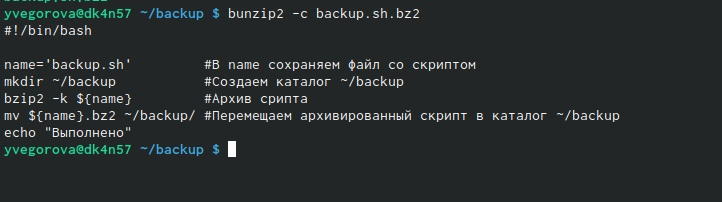 yvegorova@dk4n57 ~/backup $ bunzip2 -c backup.sh.bz2
#!/bin/bash
name='backup.sh' #В name сохраняем файл со скриптом
mkdir ~/backup #Создаем каталог ~/backup
bzip2 -k ${name} #Архив срипта
mv ${name}.bz2 ~/backup/ #Перемещаем архивированный скрипт в каталог ~/backup
echo "Выполнено"
yvegorova@dk4n57 ~/backup $